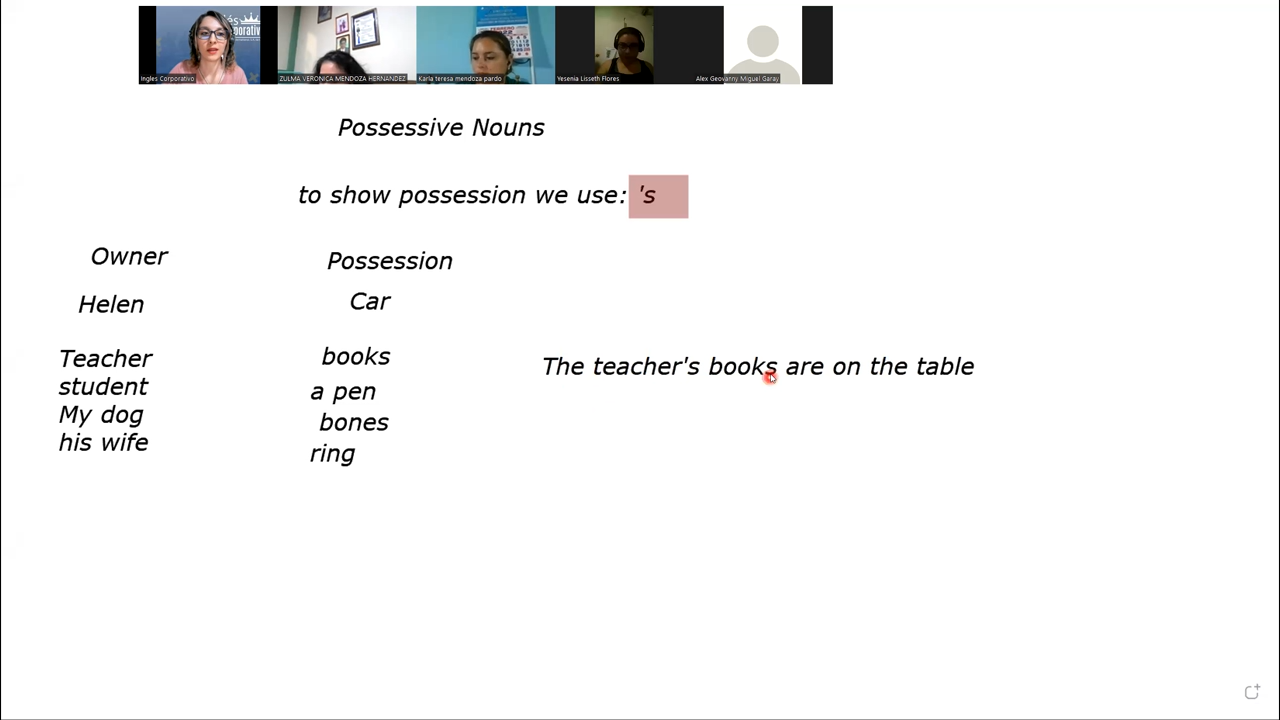 és
orporativo
Ingles Corporativo
ZULMA VERONICA MENDOZA HERNANDEZ
Karla teresa mendoza pardo
Yesenia Lisseth Flores
Alex Geovanny Miguel Garay
Possessive Nouns
to show possession we use: 's
Owner
Possession
Helen
Car
Teacher
books
The teacher's books are on the table
student
a pen
My dog
bones
his wife
ring